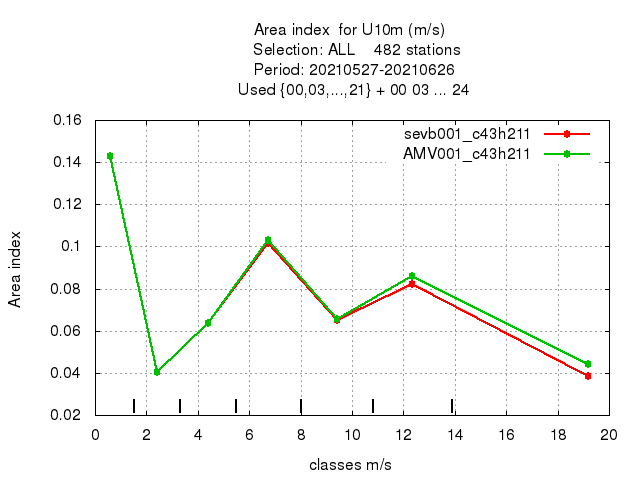 Area index  for U10m (m/s)
Selection: ALL    482 stations
Period: 20210527-20210626
Used {00,03,...,21} + 00 03 ... 24
sevb001_c43h211
AMV001_c43h211
0.16
0.14
0.12
0.1
0.08
0.06
0.04
0.02
Area index
0 2 4 6 8 10 12 14 16 18 20
classes m/s